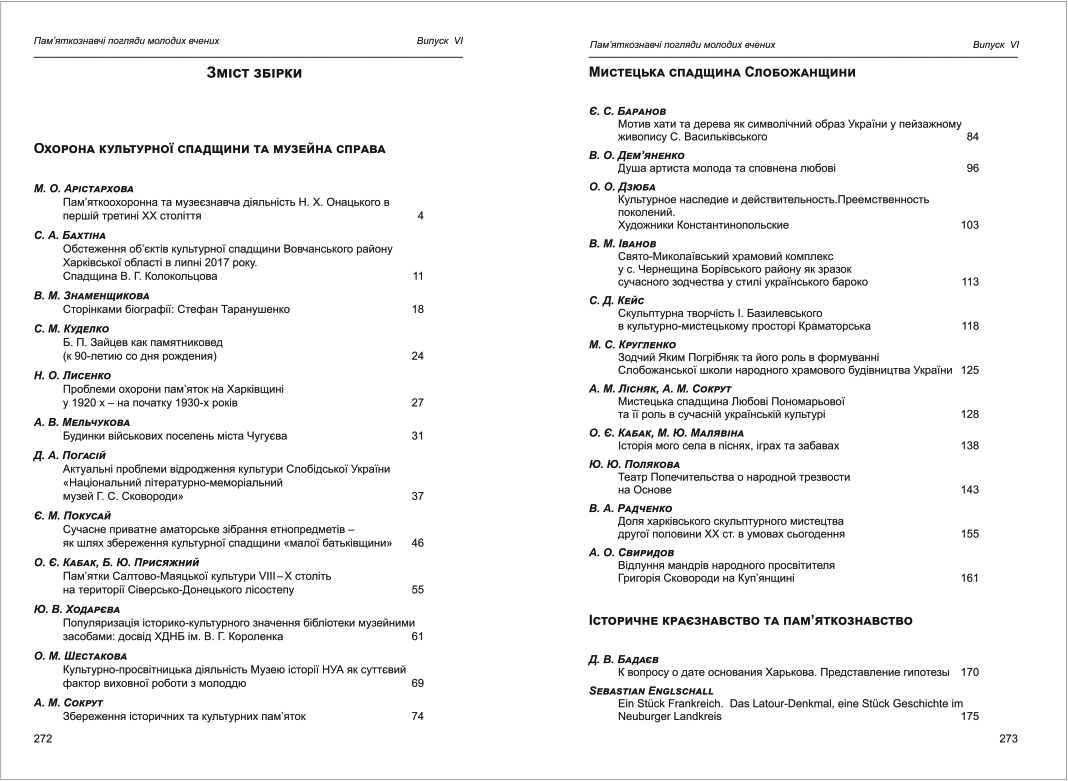 Пам’яткознавчі погляди молодих вчених Випуск VI
Зміст збірки
Охорона культурної спадщини та музейна справа
М. О. Арістархова
Пам’яткоохоронна та музеєзнавча діяльність Н. Х. Онацького в
першій третині ХХ століття 4
С. А. Бахтіна
Обстеження об’єктів культурної спадщини Вовчанського району
Харківської області в липні 2017 року.
Спадщина В. Г. Колокольцова 11
В. М. Знаменщикова
Сторінками біографії: Стефан Таранушенко 18
С. М. Куделко
Б. П. Зайцев как памятниковед
(к 90-летию со дня рождения) 24
Н. О. Лисенко
Проблеми охорони пам’яток на Харківщині
у 1920 х – на початку 1930-х років 27
А. В. Мельчукова
Будинки військових поселень міста Чугуєва 31
Д. А. Погасій
Актуальні проблеми відродження культури Слобідської України
«Національний літературно-меморіальний
музей Г. С. Сковороди» 37
Є. М. Покусай
Сучасне приватне аматорське зібрання етнопредметів –
як шлях збереження культурної спадщини «малої батьківщини» 46
О. Є. Кабак, Б. Ю. Присяжний
Пам’ятки Салтово-Маяцької культури VIII–X століть
на території Сіверсько-Донецького лісостепу 55
Ю. В. Ходарєва
Популяризація історико-культурного значення бібліотеки музейними
засобами: досвід ХДНБ ім. В. Г. Короленка 61
О. М. Шестакова
Культурно-просвітницька діяльність Музею історії НУА як суттєвий
фактор виховної роботи з молоддю 69
А. М. Сокрут
Збереження історичних та культурних пам’яток 74
272
Пам’яткознавчі погляди молодих вчених Випуск VI
Мистецька спадщина Слобожанщини
Є. С. Баранов
Мотив хати та дерева як символічний образ України у пейзажному
живопису С. Васильківського 84
В. О. Дем’яненко
Душа артиста молода та сповнена любові 96
О. О. Дзюба
Культурное наследие и действительность.Преемственность
поколений.
Художники Константинопольские 103
В. М. Іванов
Свято-Миколаївський храмовий комплекс
у с. Чернещина Борівського району як зразок
сучасного зодчества у стилі українського бароко 113
С. Д. Кейс
Скульптурна творчість І. Базилевського
в культурно-мистецькому просторі Краматорська 118
М. С. Кругленко
Зодчий Яким Погрібняк та його роль в формуванні
Слобожанської школи народного храмового будівництва України 125
А. М. Лісняк, А. М. Сокрут
Мистецька спадщина Любові Пономарьової
та її роль в сучасній українській культурі 128
О. Є. Кабак, М. Ю. Малявіна
Історія мого села в піснях, іграх та забавах 138
Ю. Ю. Полякова
Театр Попечительства о народной трезвости
на Основе 143
В. А. Радченко
Доля харківського скульптурного мистецтва
другої половини ХХ ст. в умовах сьогодення 155
А. О. Свиридов
Відлуння мандрів народного просвітителя
Григорія Сковороди на Куп’янщині 161
Історичне краєзнавство та пам’яткознавство
Д. В. Бадаєв
К вопросу о дате основания Харькова. Представление гипотезы 170
Sebastian Englschall
Ein Stück Frankreich. Das Latour-Denkmal, eine Stück Geschichte im
Neuburger Landkreis 175
273